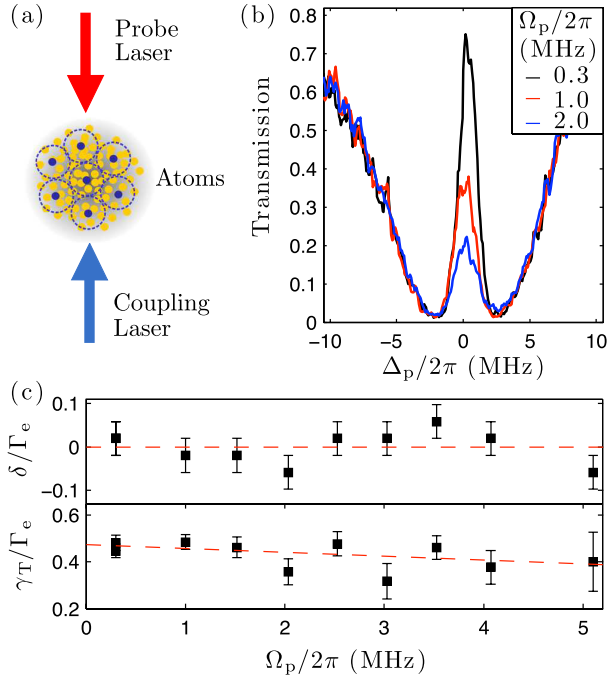 (a)
Probe
Laser
Atoms
Coupling
Laser
(b)
Ωp/2π
(MHz)
0.3
1.0
2.0
Transmission
0.8
0.7
0.6
0.5
0.4
0.3
0.2
0.1
0
−10
−5
0
5
10
Δp/2π (MHz)
(c)
δ/Γe
0.1
0
−0.1
γT/Γe
0.6
0.4
0.2
0
1
2
3
4
5
Ωp/2π (MHz)